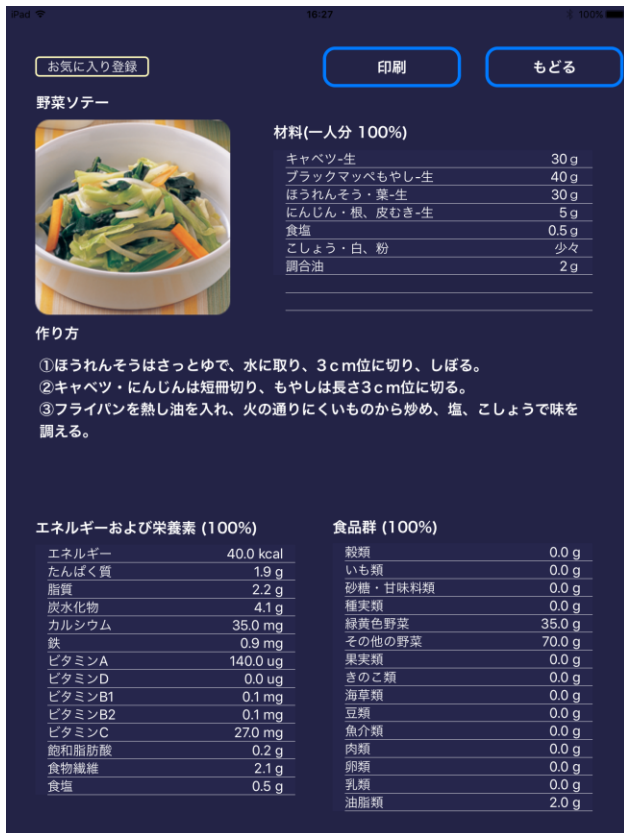 iPad 16:27 100%
お気に入り登録 印刷 もどる
野菜ソテー
材料(一人分 100%)
キャベツ-生 30 g
ブラックマッペもやし-生 40 g
ほうれんそう・葉-生 30 g
にんじん・根、皮むき-生 5 g
食塩 0.5 g
こしょう・白、粉 少々
調合油 2 g
作り方
①ほうれんそうはさっとゆで、水に取り、3ｃｍ位に切り、しぼる。
②キャベツ・にんじんは短冊切り、もやしは長さ3ｃｍ位に切る。
③フライパンを熱し油を入れ、火の通りにくいものから炒め、塩、こしょうで味を
調える。
エネルギーおよび栄養素 (100%)
エネルギー 40.0 kcal
たんぱく質 1.9 g
脂質 2.2 g
炭水化物 4.1 g
カルシウム 35.0 mg
鉄 0.9 mg
ビタミンA 140.0 ug
ビタミンD 0.0 ug
ビタミンB1 0.1 mg
ビタミンB2 0.1 mg
ビタミンC 27.0 mg
飽和脂肪酸 0.2 g
食物繊維 2.1 g
食塩 0.5 g
食品群 (100%)
穀類 0.0 g
いも類 0.0 g
砂糖・甘味料類 0.0 g
種実類 0.0 g
緑黄色野菜 35.0 g
その他の野菜 70.0 g
果実類 0.0 g
きのこ類 0.0 g
海草類 0.0 g
豆類 0.0 g
魚介類 0.0 g
肉類 0.0 g
卵類 0.0 g
乳類 0.0 g
油脂類 2.0 g